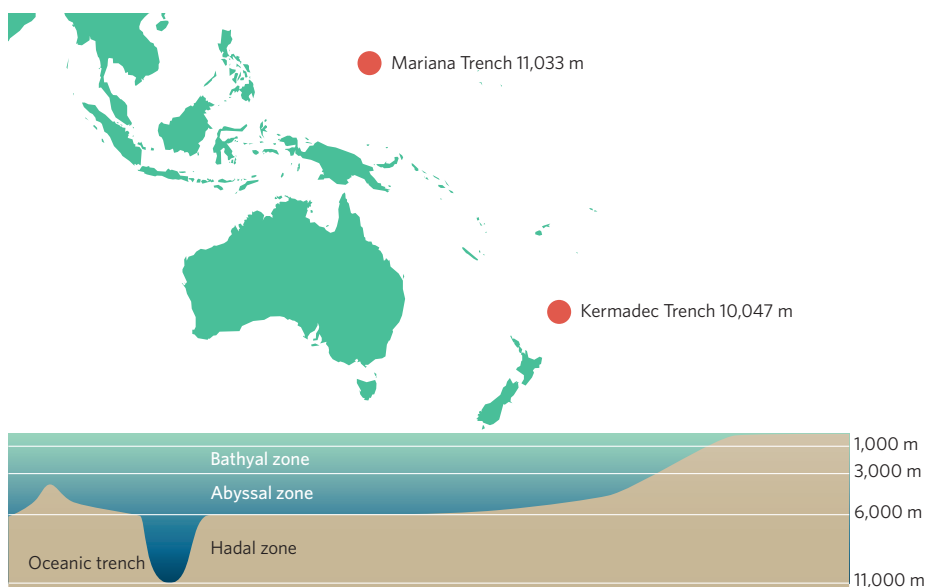 Mariana Trench 11,033 m
Kermadec Trench 10,047 m
1,000 m
Bathyal zone
3,000 m
Abyssal zone
6,000 m
Hadal zone
Oceanic trench
11,000 m